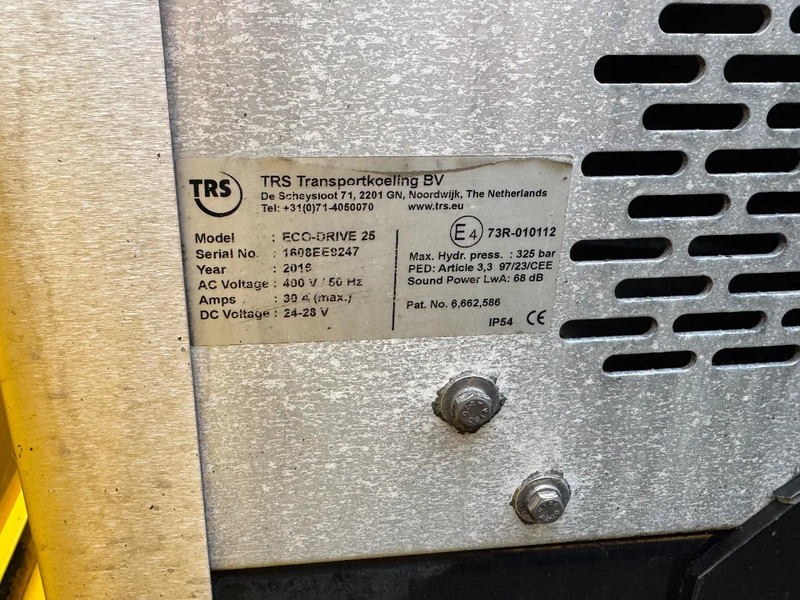 TRS
TRS Transportkoeling BV
De Scheysloot 71, 2201 GN, Noordwijk, The Netherlands
Tel: +31(0)71-4050070 www.trs.eu
Model : ECO-DRIVE 25
Serial No. : 1608EE9247
Year : 2016
AC Voltage : 400 V / 50 Hz
Amps : 30 A (max.)
DC Voltage : 24-28 V
E4 73R-010112
Max. Hydr. press. : 325 bar
PED: Article 3,3 97/23/CEE
Sound Power LwA: 68 dB
Pat. No. 6,662,586
IP54 CE